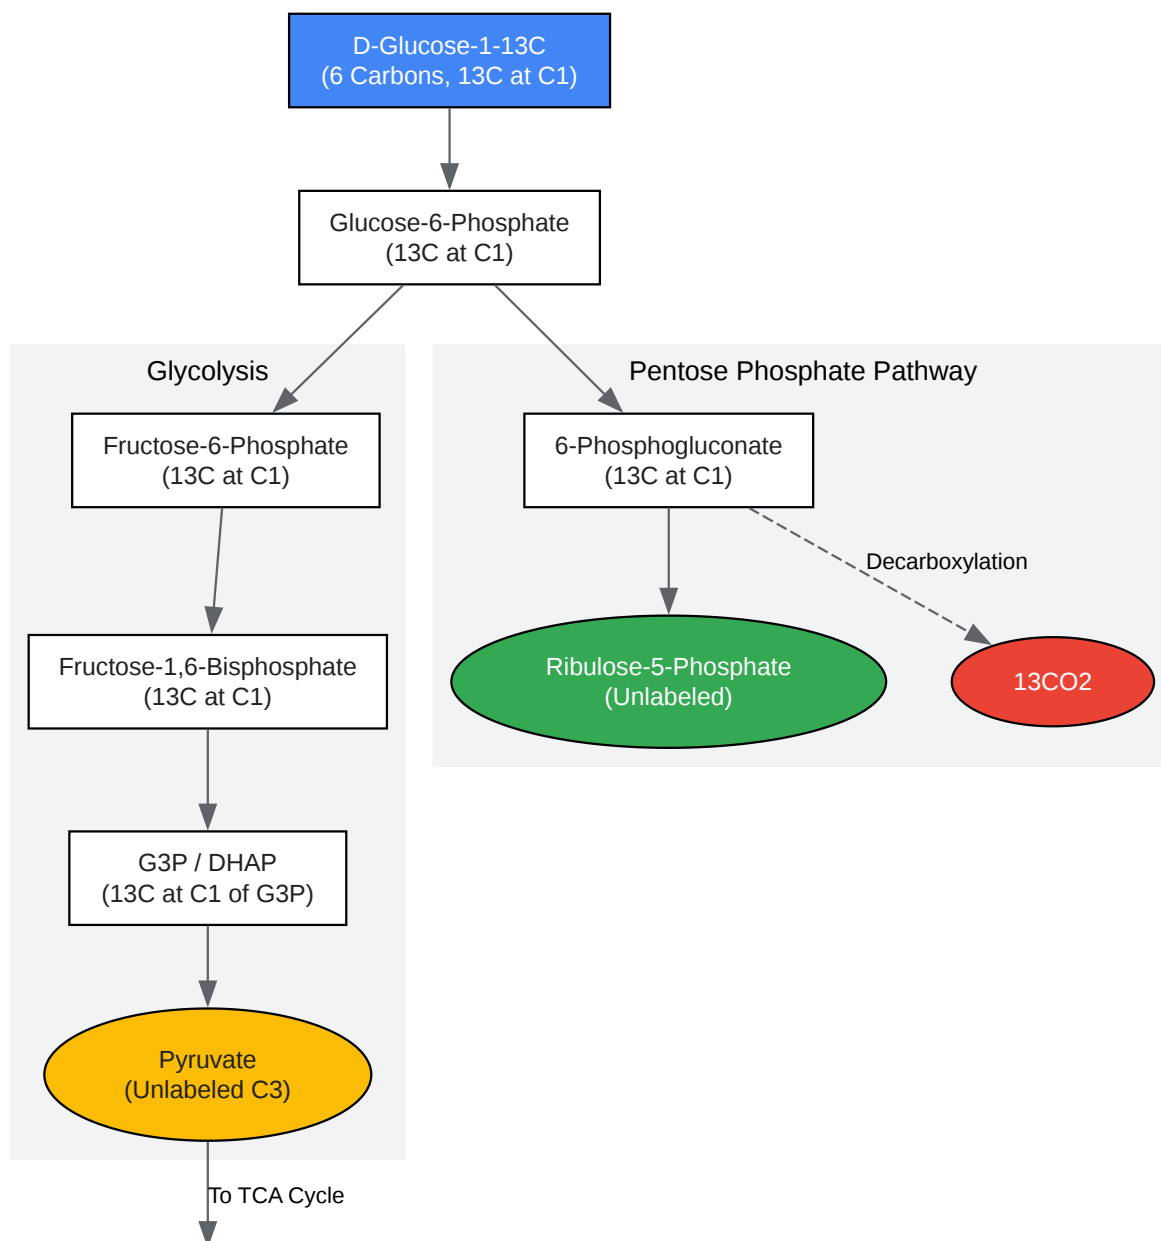 D-Glucose-1-13C
(6 Carbons, 13C at C1)
Glucose-6-Phosphate
(13C at C1)
Glycolysis
Fructose-6-Phosphate
(13C at C1)
Fructose-1,6-Bisphosphate
(13C at C1)
G3P / DHAP
(13C at C1 of G3P)
Pyruvate
(Unlabeled C3)
To TCA Cycle
Pentose Phosphate Pathway
6-Phosphogluconate
(13C at C1)
Decarboxylation
Ribulose-5-Phosphate
(Unlabeled)
13CO2